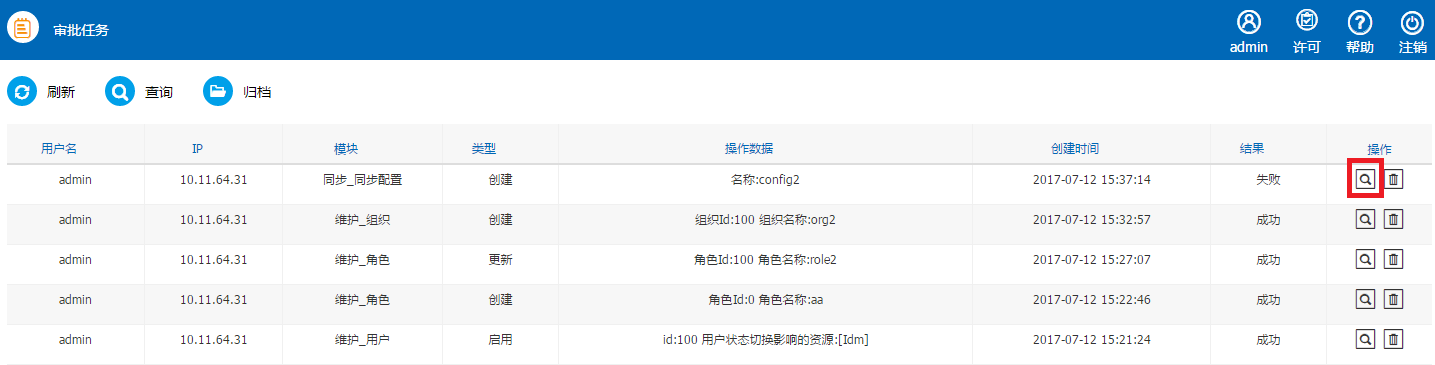 审批任务
admin 许可 帮助 注销
刷新 查询 归档
用户名 IP 模块 类型 操作数据 创建时间 结果 操作
admin 10.11.64.31 同步_同步配置 创建 名称:config2 2017-07-12 15:37:14 失败
admin 10.11.64.31 维护_组织 创建 组织Id:100 组织名称:org2 2017-07-12 15:32:57 成功
admin 10.11.64.31 维护_角色 更新 角色Id:100 角色名称:role2 2017-07-12 15:27:07 成功
admin 10.11.64.31 维护_角色 创建 角色Id:0 角色名称:aa 2017-07-12 15:22:46 成功
admin 10.11.64.31 维护_用户 启用 id:100 用户状态切换影响的资源:[Idm] 2017-07-12 15:21:24 成功